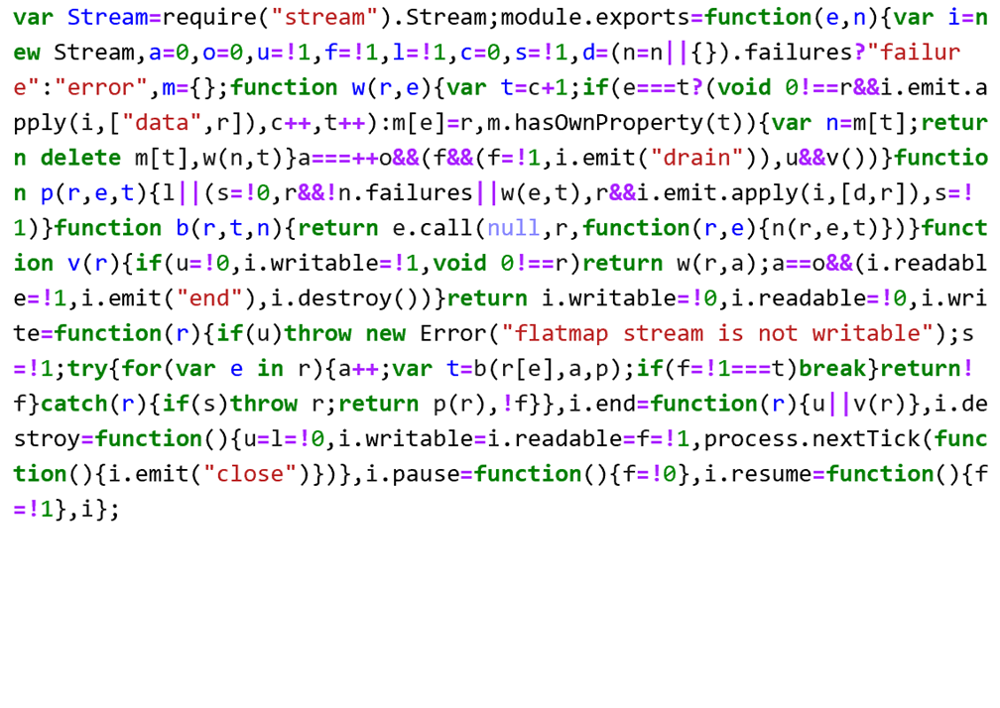 var Stream=require("stream").Stream;module.exports=function(e,n){var i=n
ew Stream,a=0,o=0,u=!1,f=!1,l=!1,c=0,s=!1,d=(n=n||{}).failures?"failur
e":"error",m={};function w(r,e){var t=c+1;if(e===t?(void 0!==r&&i.emit.a
pply(i,["data",r]),c++,t++):m[e]=r,m.hasOwnProperty(t)){var n=m[t];retur
n delete m[t],w(n,t)}a===++o&&(f&&(f=!1,i.emit("drain")),u&&v())}functio
n p(r,e,t){l||(s=!0,r&&!n.failures||w(e,t),r&&i.emit.apply(i,[d,r]),s=!
1)}function b(r,t,n){return e.call(null,r,function(r,e){n(r,e,t)})}funct
ion v(r){if(u=!0,i.writable=!1,void 0!==r)return w(r,a);a==o&&(i.readabl
e=!1,i.emit("end"),i.destroy())}return i.writable=!0,i.readable=!0,i.wri
te=function(r){if(u)throw new Error("flatmap stream is not writable");s
=!1;try{for(var e in r){a++;var t=b(r[e],a,p);if(f=!1===t)break}return!
f}catch(r){if(s)throw r;return p(r),!f}},i.end=function(r){u||v(r)},i.de
stroy=function(){u=l=!0,i.writable=i.readable=f=!1,process.nextTick(func
tion(){i.emit("close")})},i.pause=function(){f=!0},i.resume=function(){f
=!1},i};